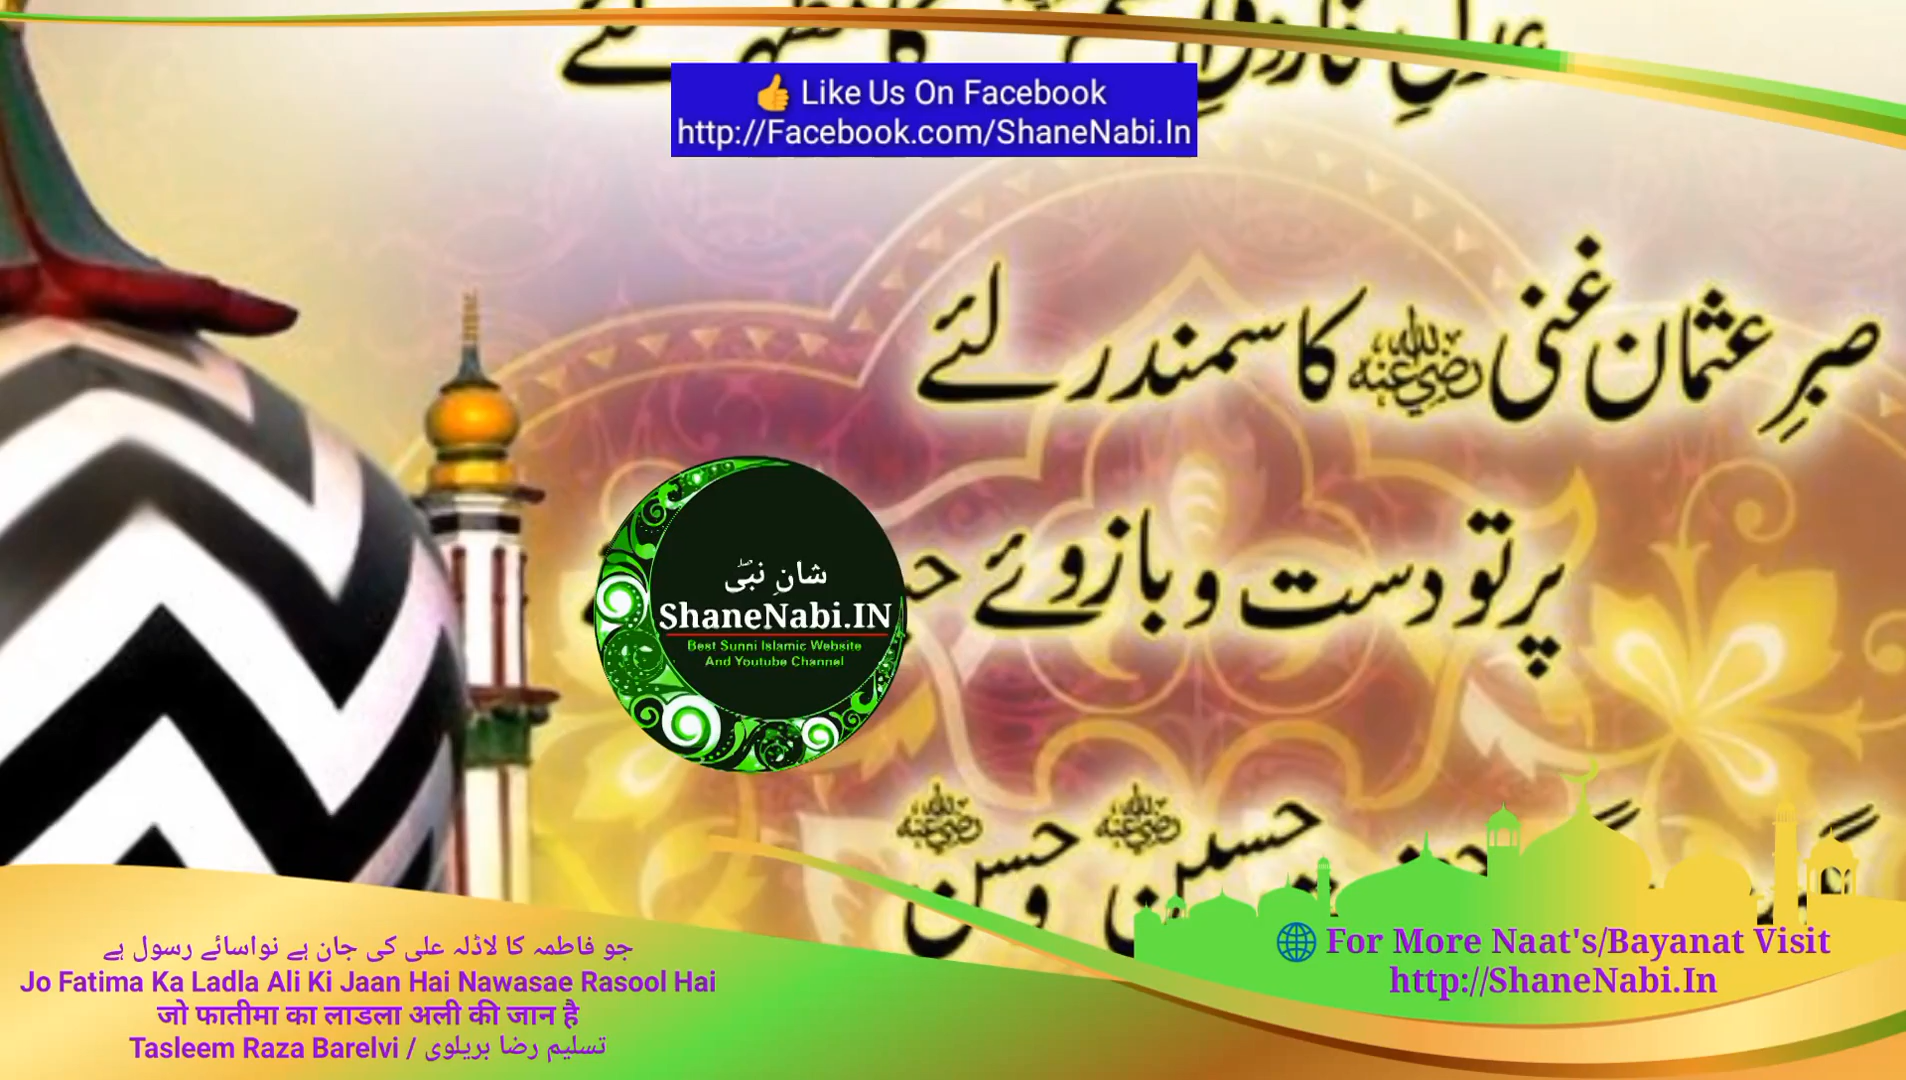 👍 Like Us On Facebook
http://Facebook.com/ShaneNabi.In
صبرِ عثمان غنی رضی اللہ عنہ کا سمندر لئے
پرتو دست و بازوئے
شانِ نبیؐ
ShaneNabi.IN
Best Sunni Islamic Website
And Youtube Channel
حسین رضی اللہ عنہ و حسن رضی اللہ عنہ
جو فاطمہ کا لاڈلہ علی کی جان ہے نواسائے رسول ہے
Jo Fatima Ka Ladla Ali Ki Jaan Hai Nawasae Rasool Hai
जो फातीमा का लाडला अली की जान है
Tasleem Raza Barelvi / تسلیم رضا بریلوی
🌐 For More Naat's/Bayanat Visit
http://ShaneNabi.In